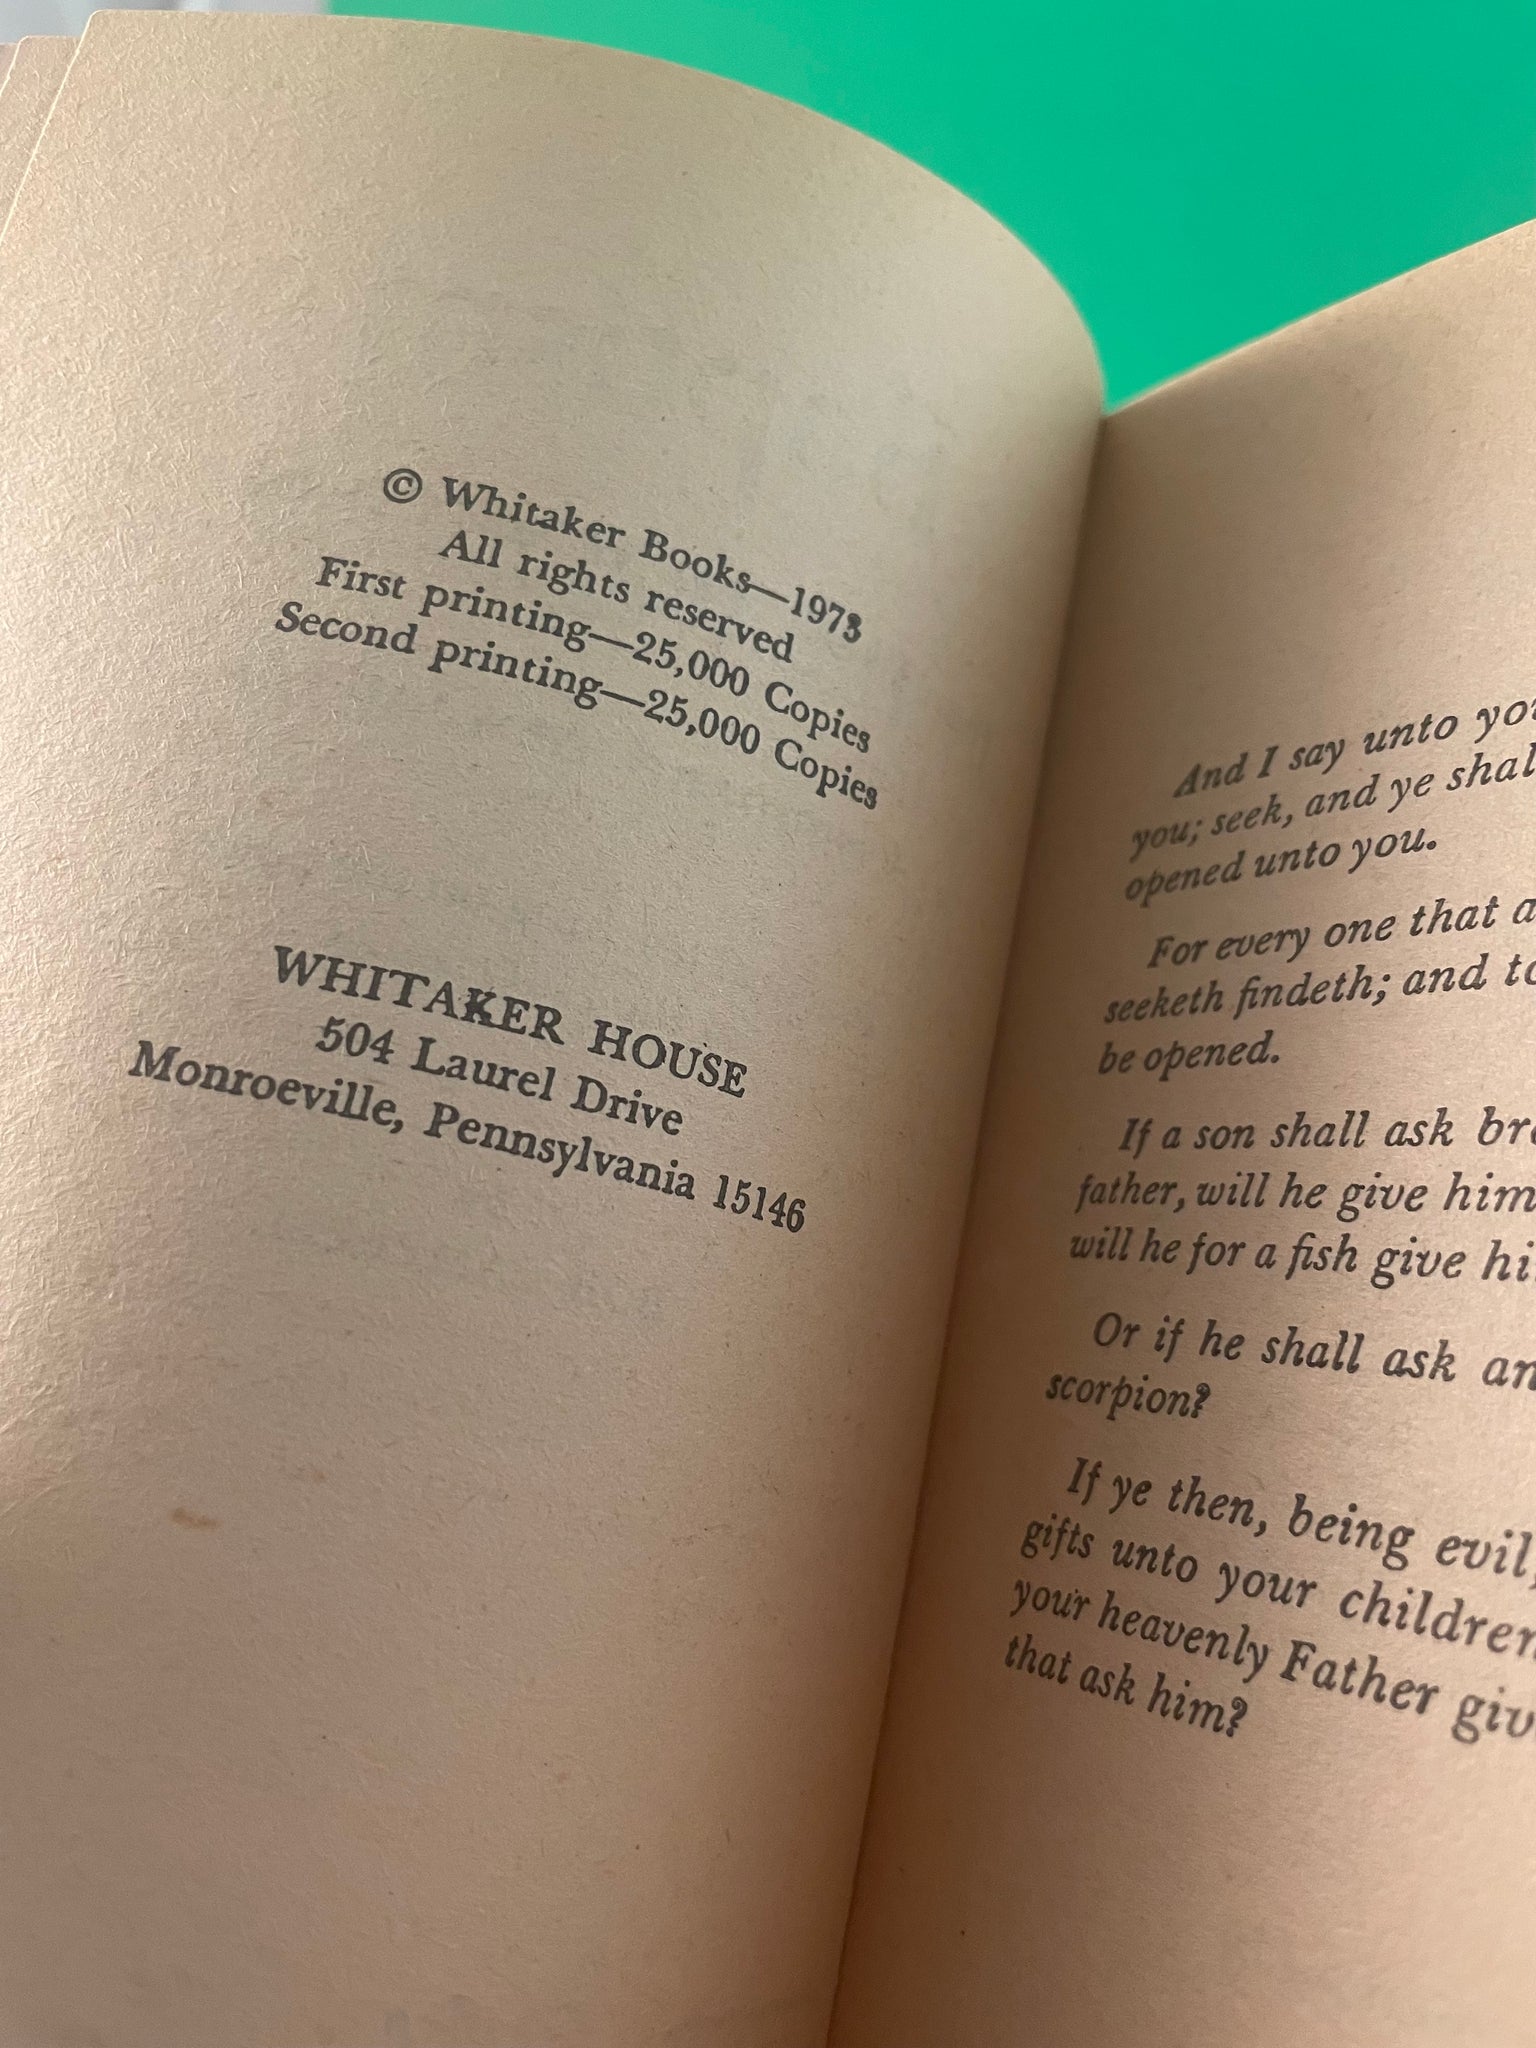 © Whitaker Books—1973
All rights reserved
First printing—25,000 Copies
Second printing—25,000 Copies
WHITAKER HOUSE
504 Laurel Drive
Monroeville, Pennsylvania 15146
And I say unto
you; seek, and ye
opened unto you.
For every one that
seeketh findeth; and
be opened.
If a son shall ask
father, will he give him
will he for a fish give
Or if he shall ask
scorpion?
If ye then, being evil,
gifts unto your
your heavenly Father
that ask him?